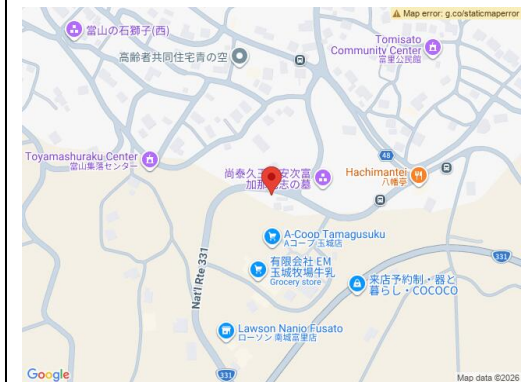 Map error: g.co/staticmaperror
當山の石獅子(西)
高齢者共同住宅青の空
Tomisato
Community Center
富里公民館
Toyamashuraku Center
當山集落センター
尚泰久王
安次富
加那
志の墓
48
Hachimantei
八幡亭
A-Coop Tamagusuku
Aコープ 玉城店
有限会社 EM
玉城牧場牛乳
Grocery store
Nat'l Rte 331
331
来店予約制・器と
暮らし・COCOCO
Lawson Nanjo Fusato
ローソン 南城富里店
331
Google
Map data ©2026